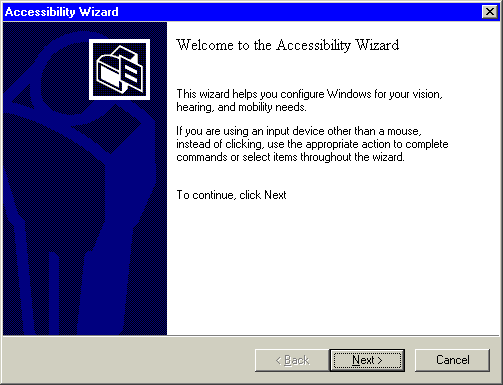 Accessibility Wizard
Welcome to the Accessibility Wizard
This wizard helps you configure Windows for your vision,
hearing, and mobility needs.
If you are using an input device other than a mouse,
instead of clicking, use the appropriate action to complete
commands or select items throughout the wizard.
To continue, click Next
< Back
Next >
Cancel